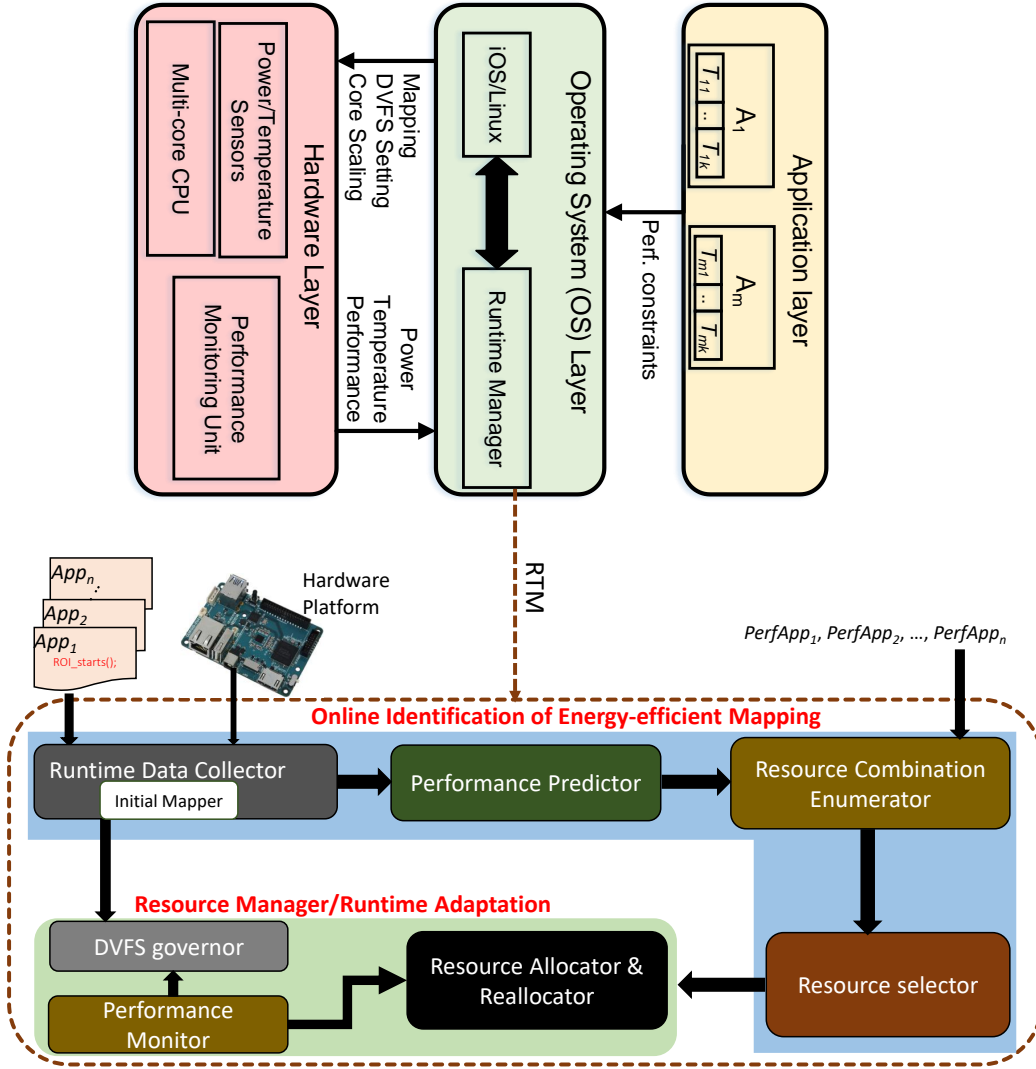 Application layer
A1
T11
..
T1k
Am
Tm1
..
Tmk
Perf. constraints
Operating System (OS) Layer
iOS/Linux
Runtime Manager
Mapping
DVFS Setting
Core Scaling
Power
Temperature
Performance
Hardware Layer
Power/Temperature
Sensors
Multi-core CPU
Performance
Monitoring Unit
RTM
Appn
⋮
App2
App1
ROI_starts();
Hardware
Platform
PerfApp1, PerfApp2, ..., PerfAppn
Online Identification of Energy-efficient Mapping
Runtime Data Collector
Initial Mapper
Performance Predictor
Resource Combination
Enumerator
Resource Manager/Runtime Adaptation
DVFS governor
Performance
Monitor
Resource Allocator &
Reallocator
Resource selector